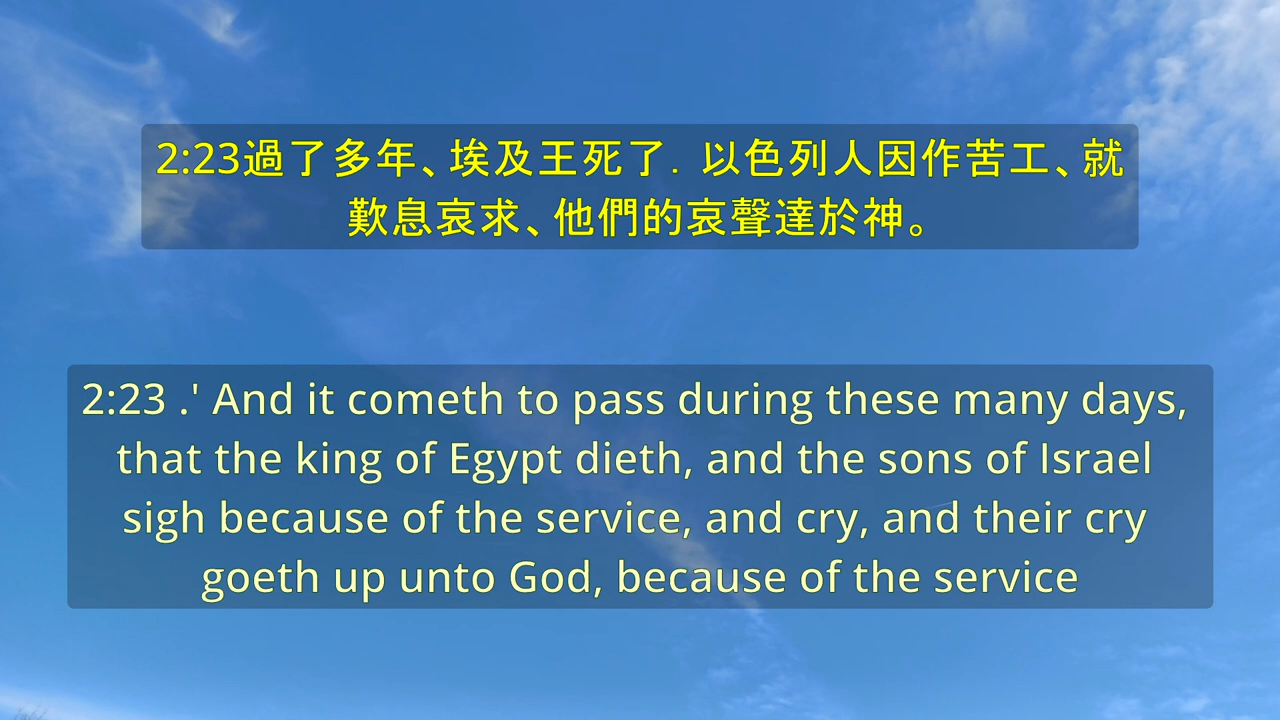 2:23過了多年、埃及王死了．以色列人因作苦工、就
歎息哀求、他們的哀聲達於神。
2:23 .' And it cometh to pass during these many days,
that the king of Egypt dieth, and the sons of Israel
sigh because of the service, and cry, and their cry
goeth up unto God, because of the service